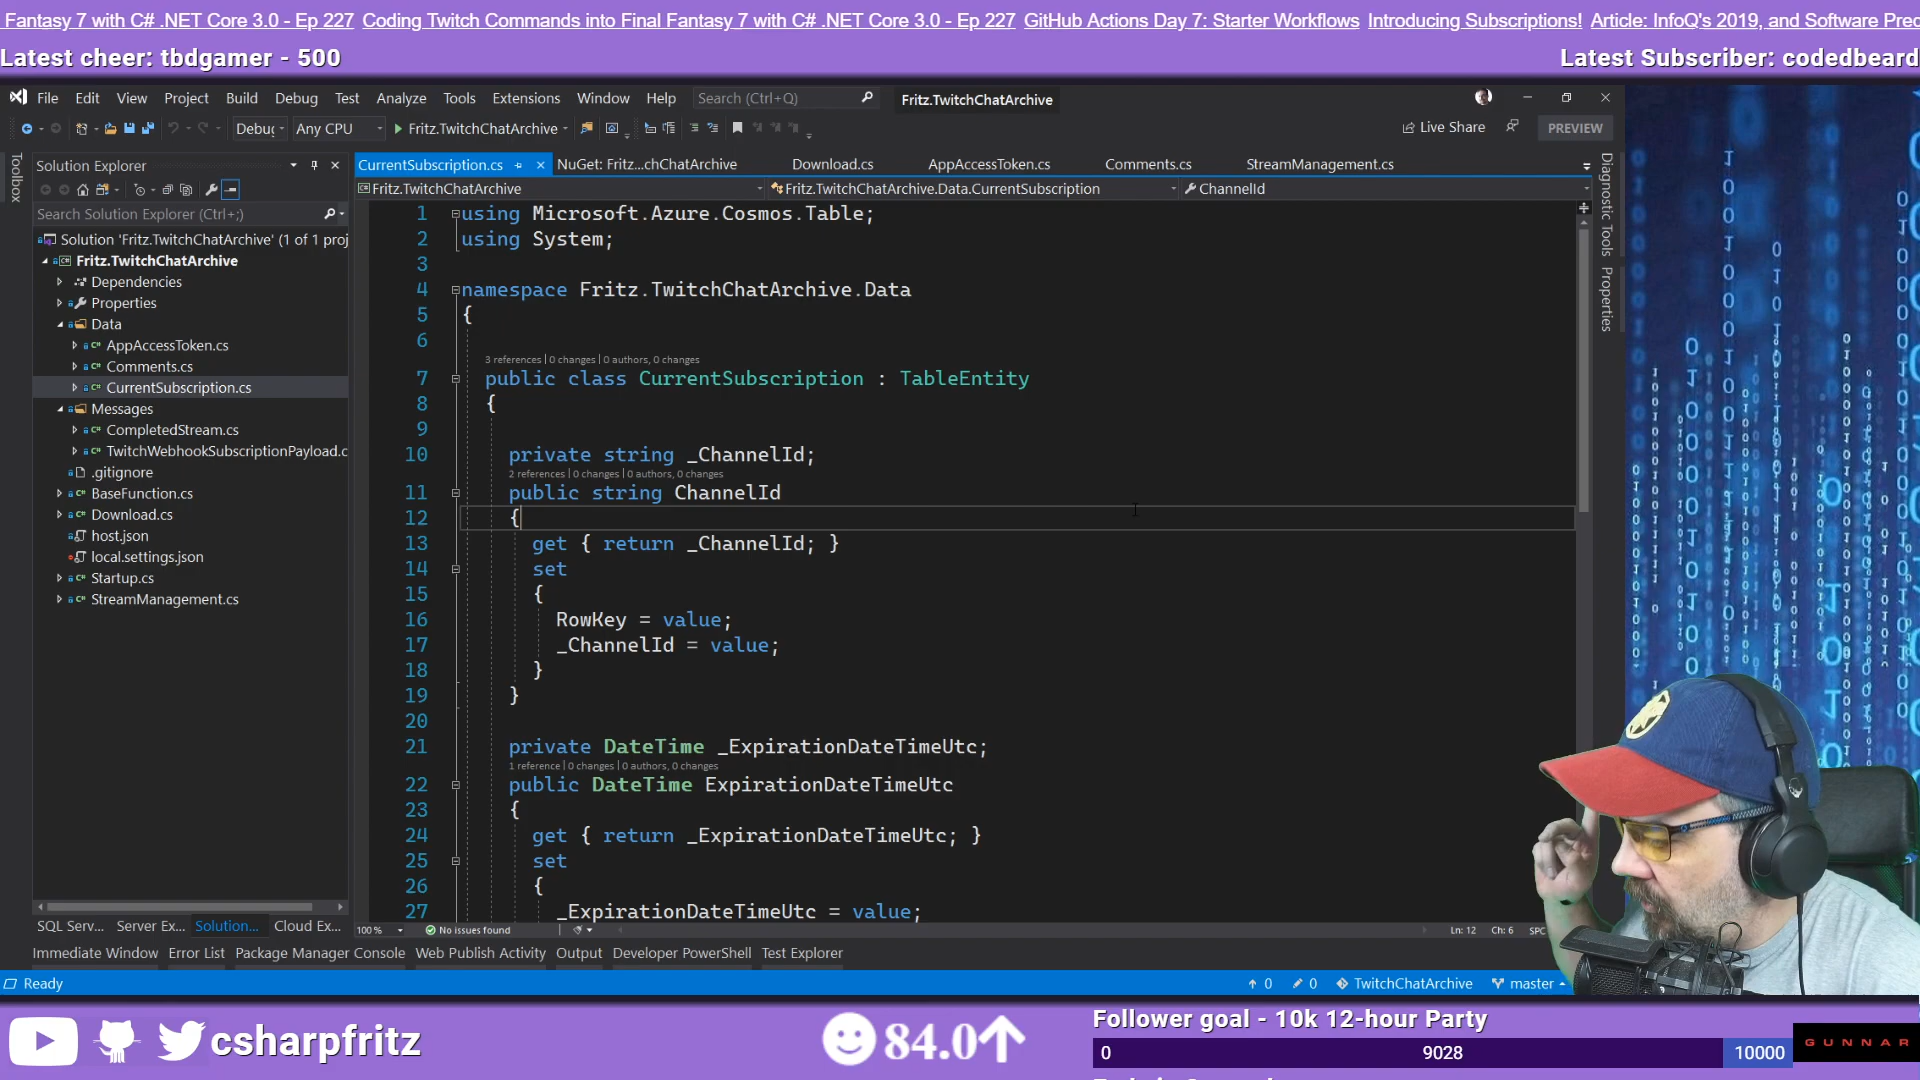 Fantasy 7 with C# .NET Core 3.0 - Ep 227 Coding Twitch Commands into Final Fantasy 7 with C# .NET Core 3.0 - Ep 227 GitHub Actions Day 7: Starter Workflows Introducing Subscriptions! Article: InfoQ's 2019, and Software Prec
Latest cheer: tbdgamer - 500
Latest Subscriber: codedbeard
File Edit View Project Build Debug Test Analyze Tools Extensions Window Help Search (Ctrl+Q) Fritz.TwitchChatArchive
Debug Any CPU Fritz.TwitchChatArchive Live Share PREVIEW
Toolbox
Solution Explorer
Search Solution Explorer (Ctrl+;)
Solution 'Fritz.TwitchChatArchive' (1 of 1 proj
Fritz.TwitchChatArchive
Dependencies
Properties
Data
AppAccessToken.cs
Comments.cs
CurrentSubscription.cs
Messages
CompletedStream.cs
TwitchWebhookSubscriptionPayload.c
.gitignore
BaseFunction.cs
Download.cs
host.json
local.settings.json
Startup.cs
StreamManagement.cs
SQL Serv... Server Ex... Solution... Cloud Ex...
CurrentSubscription.cs NuGet: Fritz...chChatArchive Download.cs AppAccessToken.cs Comments.cs StreamManagement.cs
Fritz.TwitchChatArchive Fritz.TwitchChatArchive.Data.CurrentSubscription ChannelId
1 using Microsoft.Azure.Cosmos.Table;
2 using System;
3
4 namespace Fritz.TwitchChatArchive.Data
5 {
6
3 references | 0 changes | 0 authors, 0 changes
7 public class CurrentSubscription : TableEntity
8 {
9
10 private string _ChannelId;
2 references | 0 changes | 0 authors, 0 changes
11 public string ChannelId
12 {
13 get { return _ChannelId; }
14 set
15 {
16 RowKey = value;
17 _ChannelId = value;
18 }
19 }
20
21 private DateTime _ExpirationDateTimeUtc;
1 reference | 0 changes | 0 authors, 0 changes
22 public DateTime ExpirationDateTimeUtc
23 {
24 get { return _ExpirationDateTimeUtc; }
25 set
26 {
27 _ExpirationDateTimeUtc = value;
100 % No issues found Ln: 12 Ch: 6 SPC
Diagnostic Tools
Properties
Immediate Window Error List Package Manager Console Web Publish Activity Output Developer PowerShell Test Explorer
Ready 0 0 TwitchChatArchive master
csharpfritz
84.0
Follower goal - 10k 12-hour Party
0 9028 10000
GUNNAR